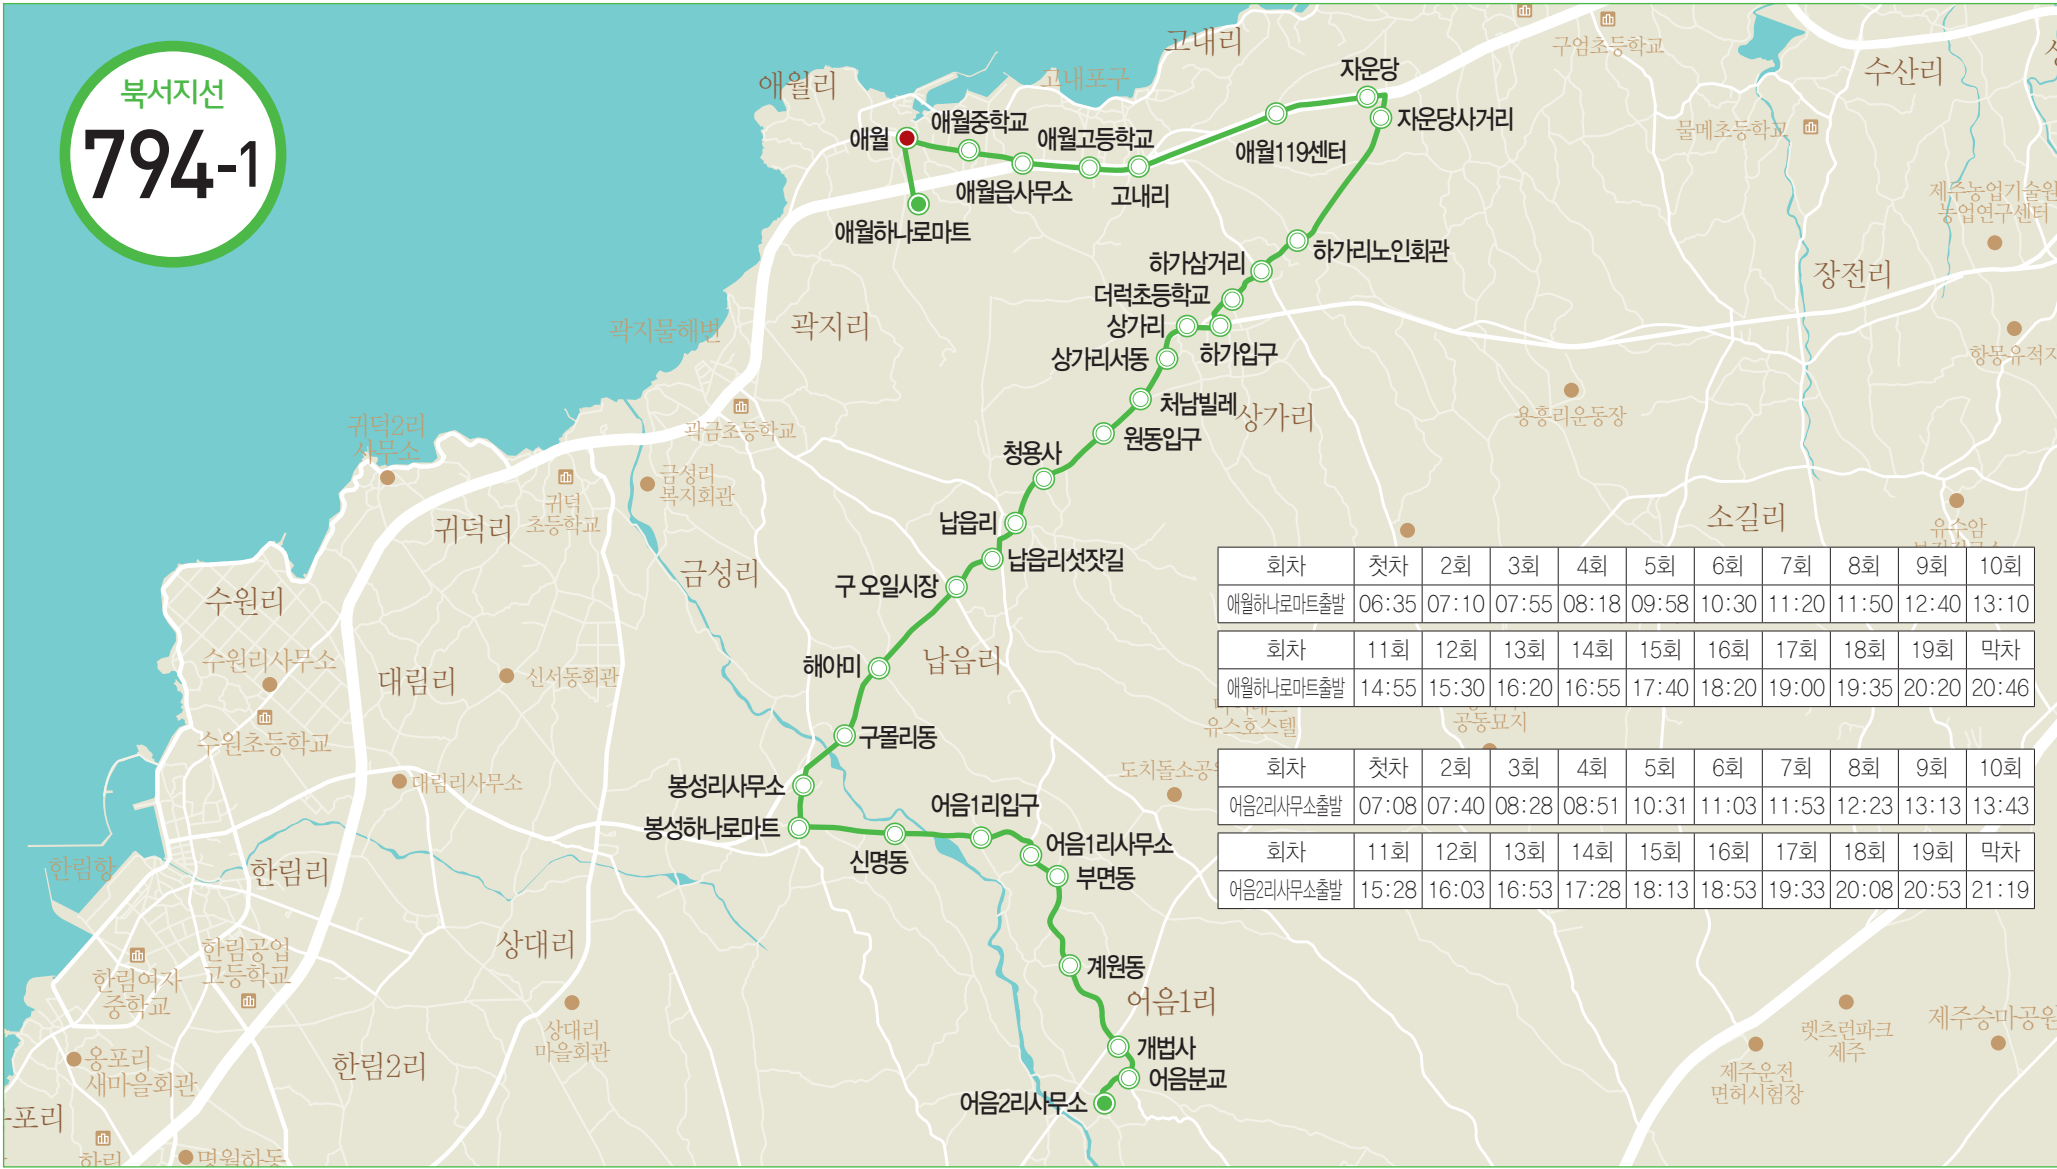 북서지선
794-1
고내리
구엄초등학교
수산리
애월리
고내포구
자운당
애월
애월중학교
애월고등학교
자운당사거리
물메초등학교
애월119센터
애월읍사무소
고내리
애월하나로마트
제주농업기술원
농업연구센터
하가리노인회관
하가삼거리
장전리
더럭초등학교
상가리
하가입구
곽지물해변
곽지리
상가리서동
항몽유적지
처남빌레
상가리
용흥리운동장
귀덕2리
사무소
곽금초등학교
원동입구
청용사
금성리
복지회관
귀덕
초등학교
귀덕리
납읍리
소길리
유수암
납읍리섯잣길
금성리
구 오일시장
수원리
회차 첫차 2회 3회 4회 5회 6회 7회 8회 9회 10회
애월하나로마트출발 06:35 07:10 07:55 08:18 09:58 10:30 11:20 11:50 12:40 13:10
회차 11회 12회 13회 14회 15회 16회 17회 18회 19회 막차
애월하나로마트출발 14:55 15:30 16:20 16:55 17:40 18:20 19:00 19:35 20:20 20:46
수원리사무소
대림리
신서동회관
해아미
납읍리
유스호스텔
공동묘지
수원초등학교
구몰리동
대림리사무소
봉성리사무소
도치돌소공
회차 첫차 2회 3회 4회 5회 6회 7회 8회 9회 10회
어음2리사무소출발 07:08 07:40 08:28 08:51 10:31 11:03 11:53 12:23 13:13 13:43
회차 11회 12회 13회 14회 15회 16회 17회 18회 19회 막차
어음2리사무소출발 15:28 16:03 16:53 17:28 18:13 18:53 19:33 20:08 20:53 21:19
어음1리입구
봉성하나로마트
신명동
어음1리사무소
부면동
한림항
한림리
한림공업
고등학교
상대리
한림여자
중학교
계원동
어음1리
상대리
마을회관
렛츠런파크
제주
제주승마공원
옹포리
새마을회관
한림2리
개법사
어음분교
제주운전
면허시험장
어음2리사무소
포리
한림
명월하동